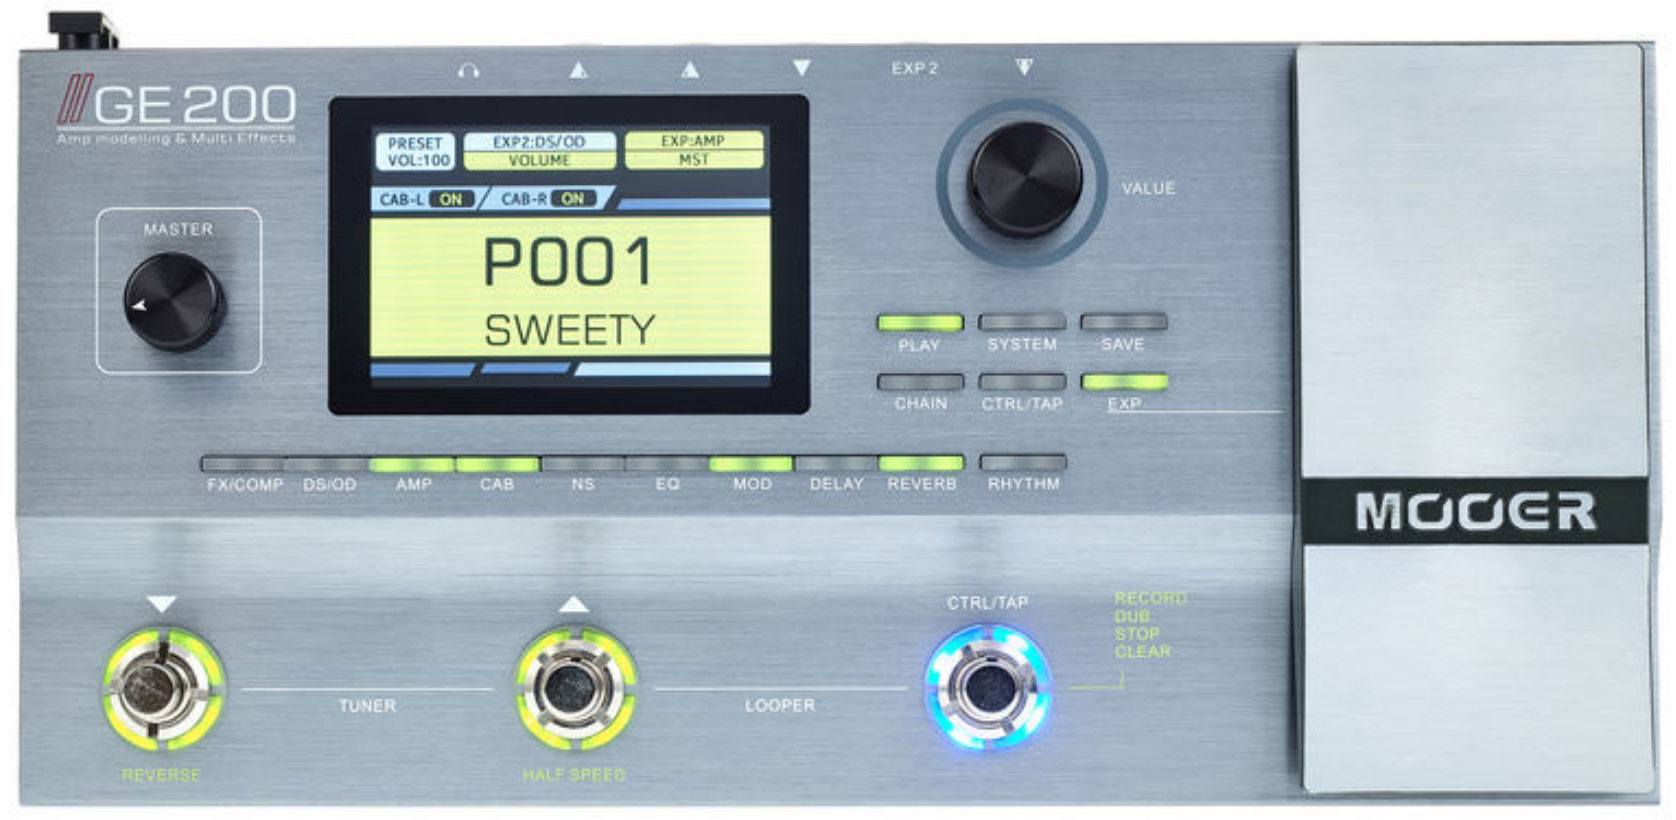 EXP 2
GE200
Amp modelling & Multi Effects
PRESET
VOL:100
EXP2:DS/OD
VOLUME
EXP:AMP
MST
CAB-L ON
CAB-R ON
P001
SWEETY
MASTER
VALUE
PLAY
SYSTEM
SAVE
CHAIN
CTRL/TAP
EXP
FX/COMP
DS/OD
AMP
CAB
NS
EQ
MOD
DELAY
REVERB
RHYTHM
MOOER
CTRL/TAP
RECORD
DUB
STOP
CLEAR
TUNER
LOOPER
REVERSE
HALF SPEED